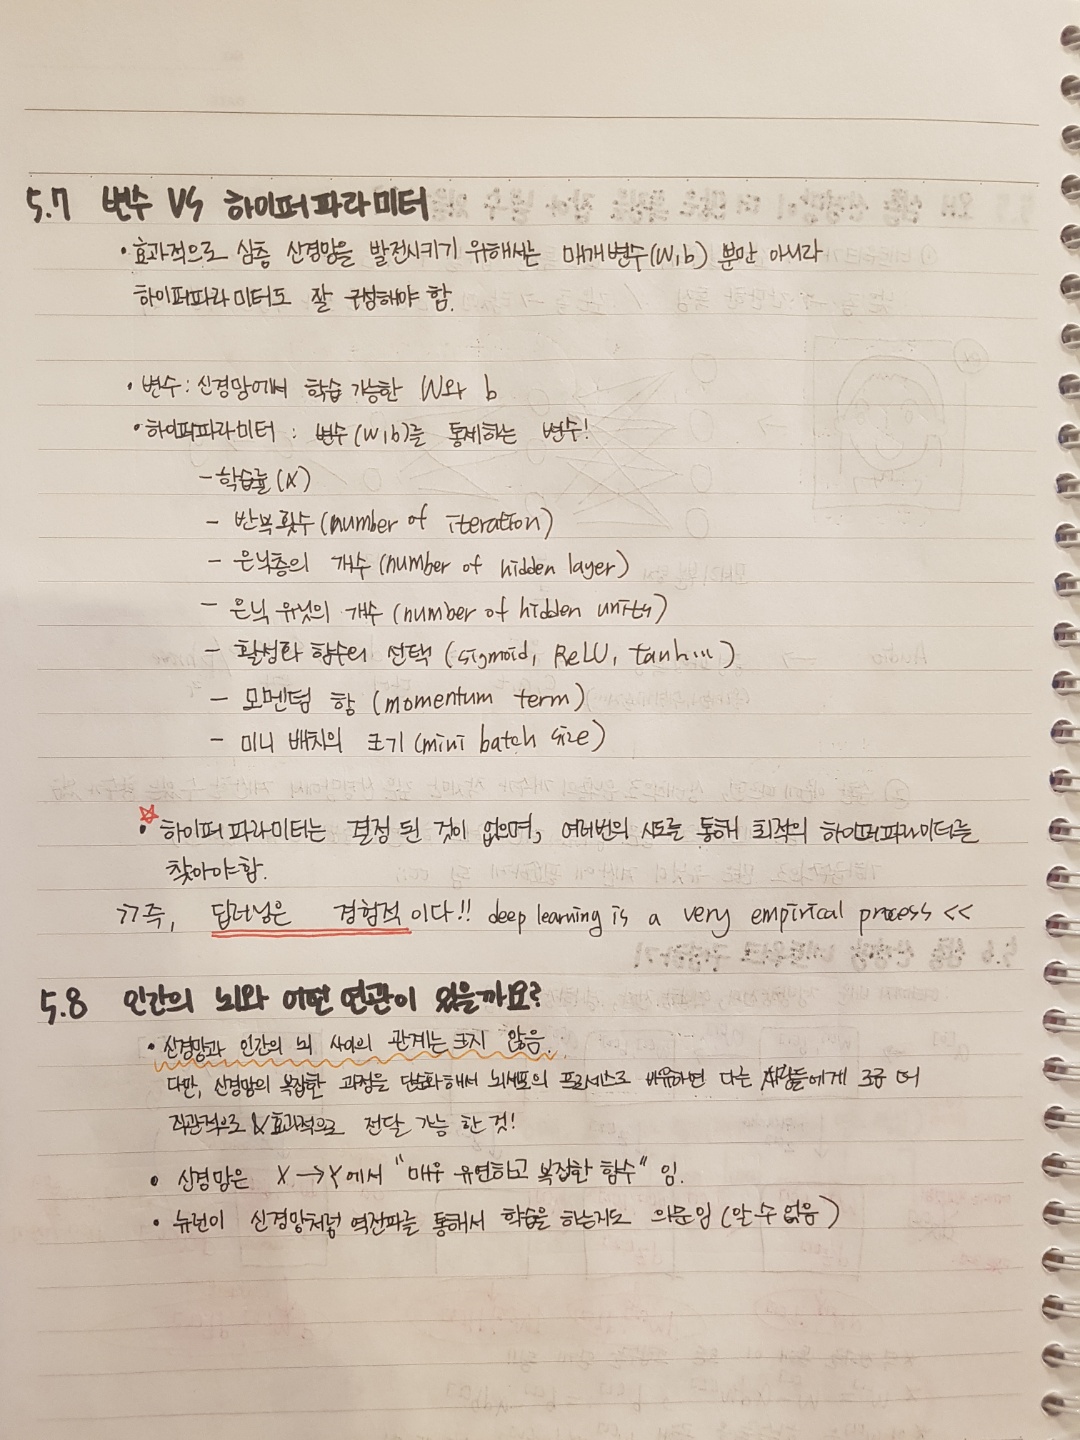 5.7 변수 VS 하이퍼파라미터
• 효과적으로 심층 신경망을 발전시키기 위해서는 매개변수(W,b) 뿐만 아니라
하이퍼파라미터도 잘 구성해야 함.
• 변수 : 신경망에서 학습 가능한 W와 b
• 하이퍼파라미터 : 변수(W,b)를 통제하는 변수!
- 학습률(α)
- 반복횟수(number of iteration)
- 은닉층의 개수(number of hidden layer)
- 은닉 유닛의 개수(number of hidden units)
- 활성화 함수의 선택(sigmoid, ReLU, tanh...)
- 모멘텀 항(momentum term)
- 미니 배치의 크기(mini batch size)
☆
• 하이퍼파라미터는 결정 된 것이 없으며, 여러번의 시도를 통해 최적의 하이퍼파라미터를
찾아야함.
>> 즉, 딥러닝은 경험적 이다!! deep learning is a very empirical process <<
5.8 인간의 뇌와 어떤 연관이 있을까요?
• 신경망과 인간의 뇌 사이의 관계는 크지 않음.
다만, 신경망의 복잡한 과정을 단순화해서 뇌세포의 프로세스로 비유하면 다른 사람들에게 조금 더
직관적으로 & 효과적으로 전달 가능 한 것!
• 신경망은 X → Y에서 "매우 유연하고 복잡한 함수" 임.
• 뉴런이 신경망처럼 역전파를 통해서 학습을 하는지도 의문임(알 수 없음)